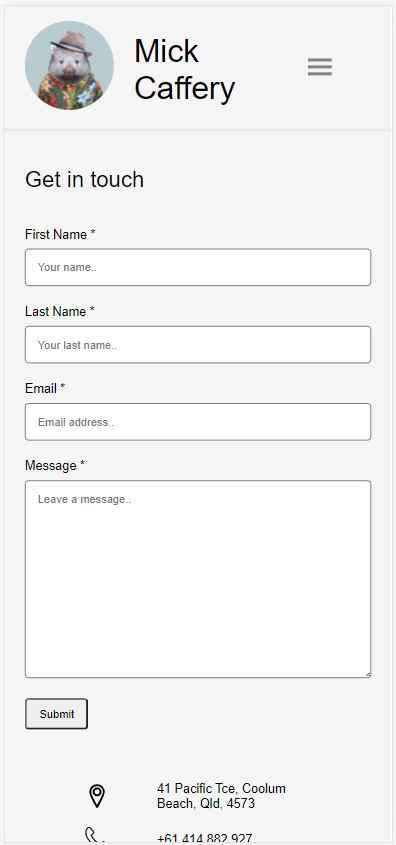 Mick
Caffery
Get in touch
First Name *
Your name..
Last Name *
Your last name..
Email *
Email address..
Message *
Leave a message..
Submit
41 Pacific Tce, Coolum
Beach, Qld, 4573
+61 414 882 927